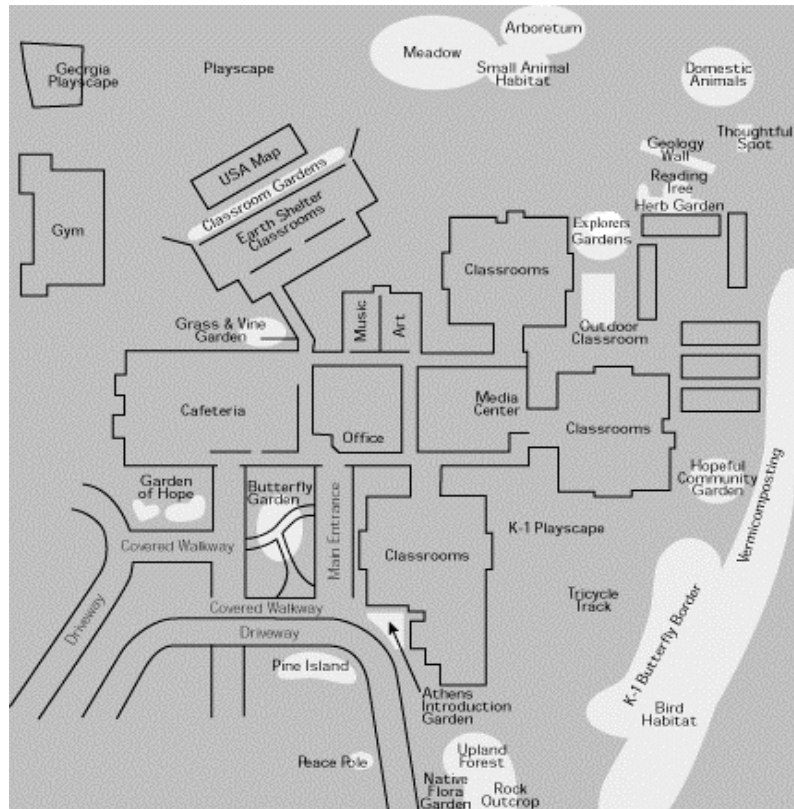 Arboretum
Meadow
Georgia
Playscape
Playscape
Small Animal
Habitat
Domestic
Animals
Thoughtful
Spot
Geology
Wall
USA Map
Reading
Tree
Classroom Gardens
Herb Garden
Earth Shelter
Classrooms
Gym
Explorers
Gardens
Classrooms
Grass & Vine
Garden
Music
Art
Outdoor
Classroom
Media
Center
Cafeteria
Office
Classrooms
Garden
of Hope
Butterfly
Garden
Hopeful
Community
Garden
Vermicomposting
Main Entrance
K-1 Playscape
Covered Walkway
Classrooms
Tricycle
Track
Covered Walkway
Driveway
Driveway
K-1 Butterfly Border
Pine Island
Athens
Introduction
Garden
Bird
Habitat
Upland
Forest
Peace Pole
Native
Flora
Garden
Rock
Outcrop